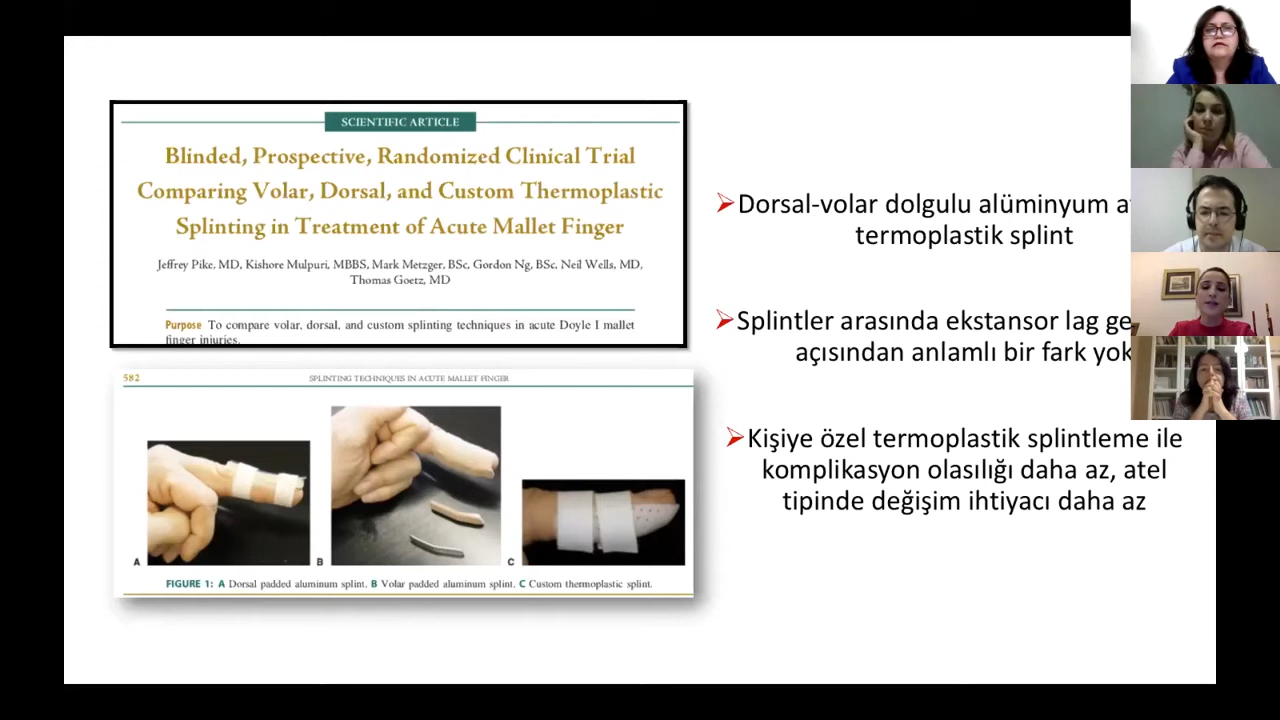 SCIENTIFIC ARTICLE
Blinded, Prospective, Randomized Clinical Trial
Comparing Volar, Dorsal, and Custom Thermoplastic
Splinting in Treatment of Acute Mallet Finger
Jeffrey Pike, MD, Kishore Mulpuri, MBBS, Mark Metzger, BSc, Gordon Ng, BSc, Neil Wells, MD,
Thomas Goetz, MD
Purpose To compare volar, dorsal, and custom splinting techniques in acute Doyle I mallet
finger injuries.
582 SPLINTING TECHNIQUES IN ACUTE MALLET FINGER
A B C
FIGURE 1: A Dorsal padded aluminum splint. B Volar padded aluminum splint. C Custom thermoplastic splint.
➢Dorsal-volar dolgulu alüminyum
termoplastik splint
➢Splintler arasında ekstansor lag
açısından anlamlı bir fark yok
➢Kişiye özel termoplastik splintleme ile
komplikasyon olasılığı daha az, atel
tipinde değişim ihtiyacı daha az